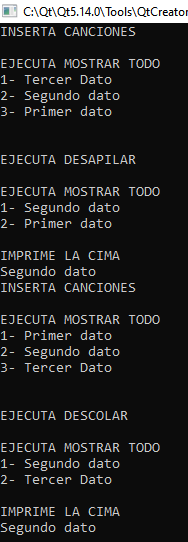 C:\Qt\Qt5.14.0\Tools\QtCreator
INSERTA CANCIONES
EJECUTA MOSTRAR TODO
1- Tercer Dato
2- Segundo dato
3- Primer dato
EJECUTA DESAPILAR
EJECUTA MOSTRAR TODO
1- Segundo dato
2- Primer dato
IMPRIME LA CIMA
Segundo dato
INSERTA CANCIONES
EJECUTA MOSTRAR TODO
1- Primer dato
2- Segundo dato
3- Tercer Dato
EJECUTA DESCOLAR
EJECUTA MOSTRAR TODO
1- Segundo dato
2- Tercer Dato
IMPRIME LA CIMA
Segundo dato